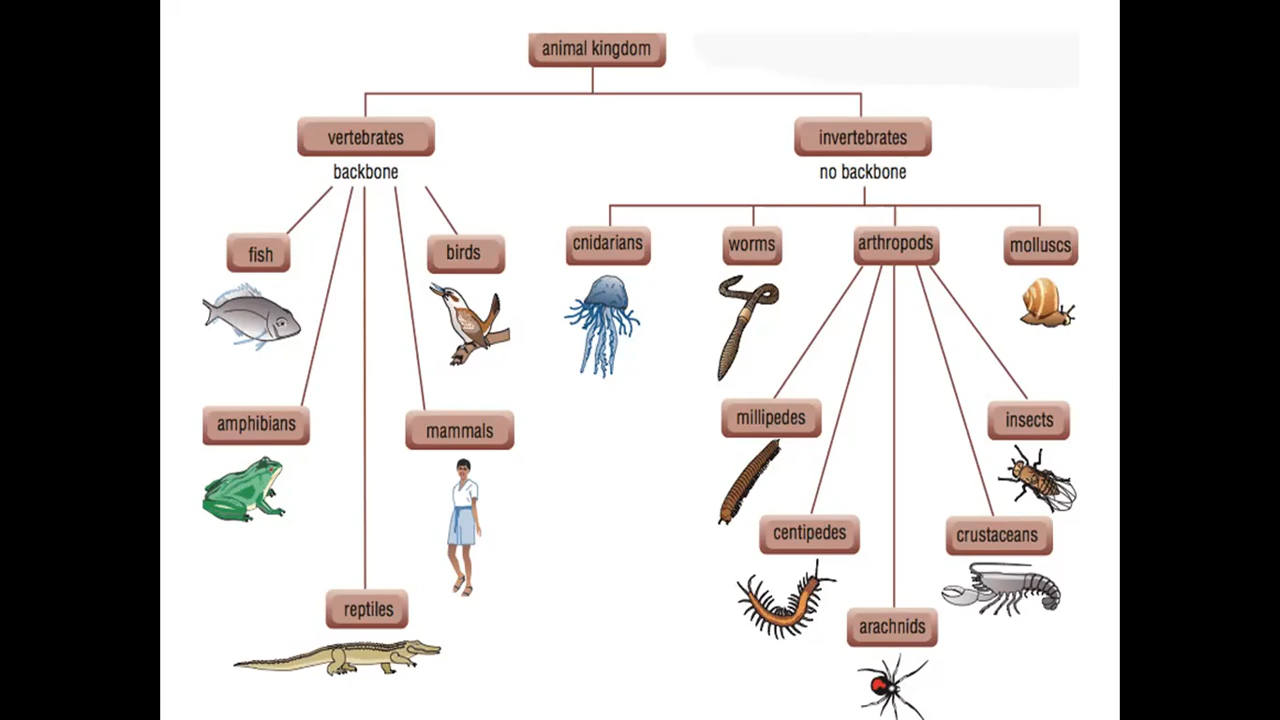 animal kingdom
vertebrates
invertebrates
backbone
no backbone
fish
birds
cnidarians
worms
arthropods
molluscs
amphibians
mammals
millipedes
insects
centipedes
crustaceans
reptiles
arachnids